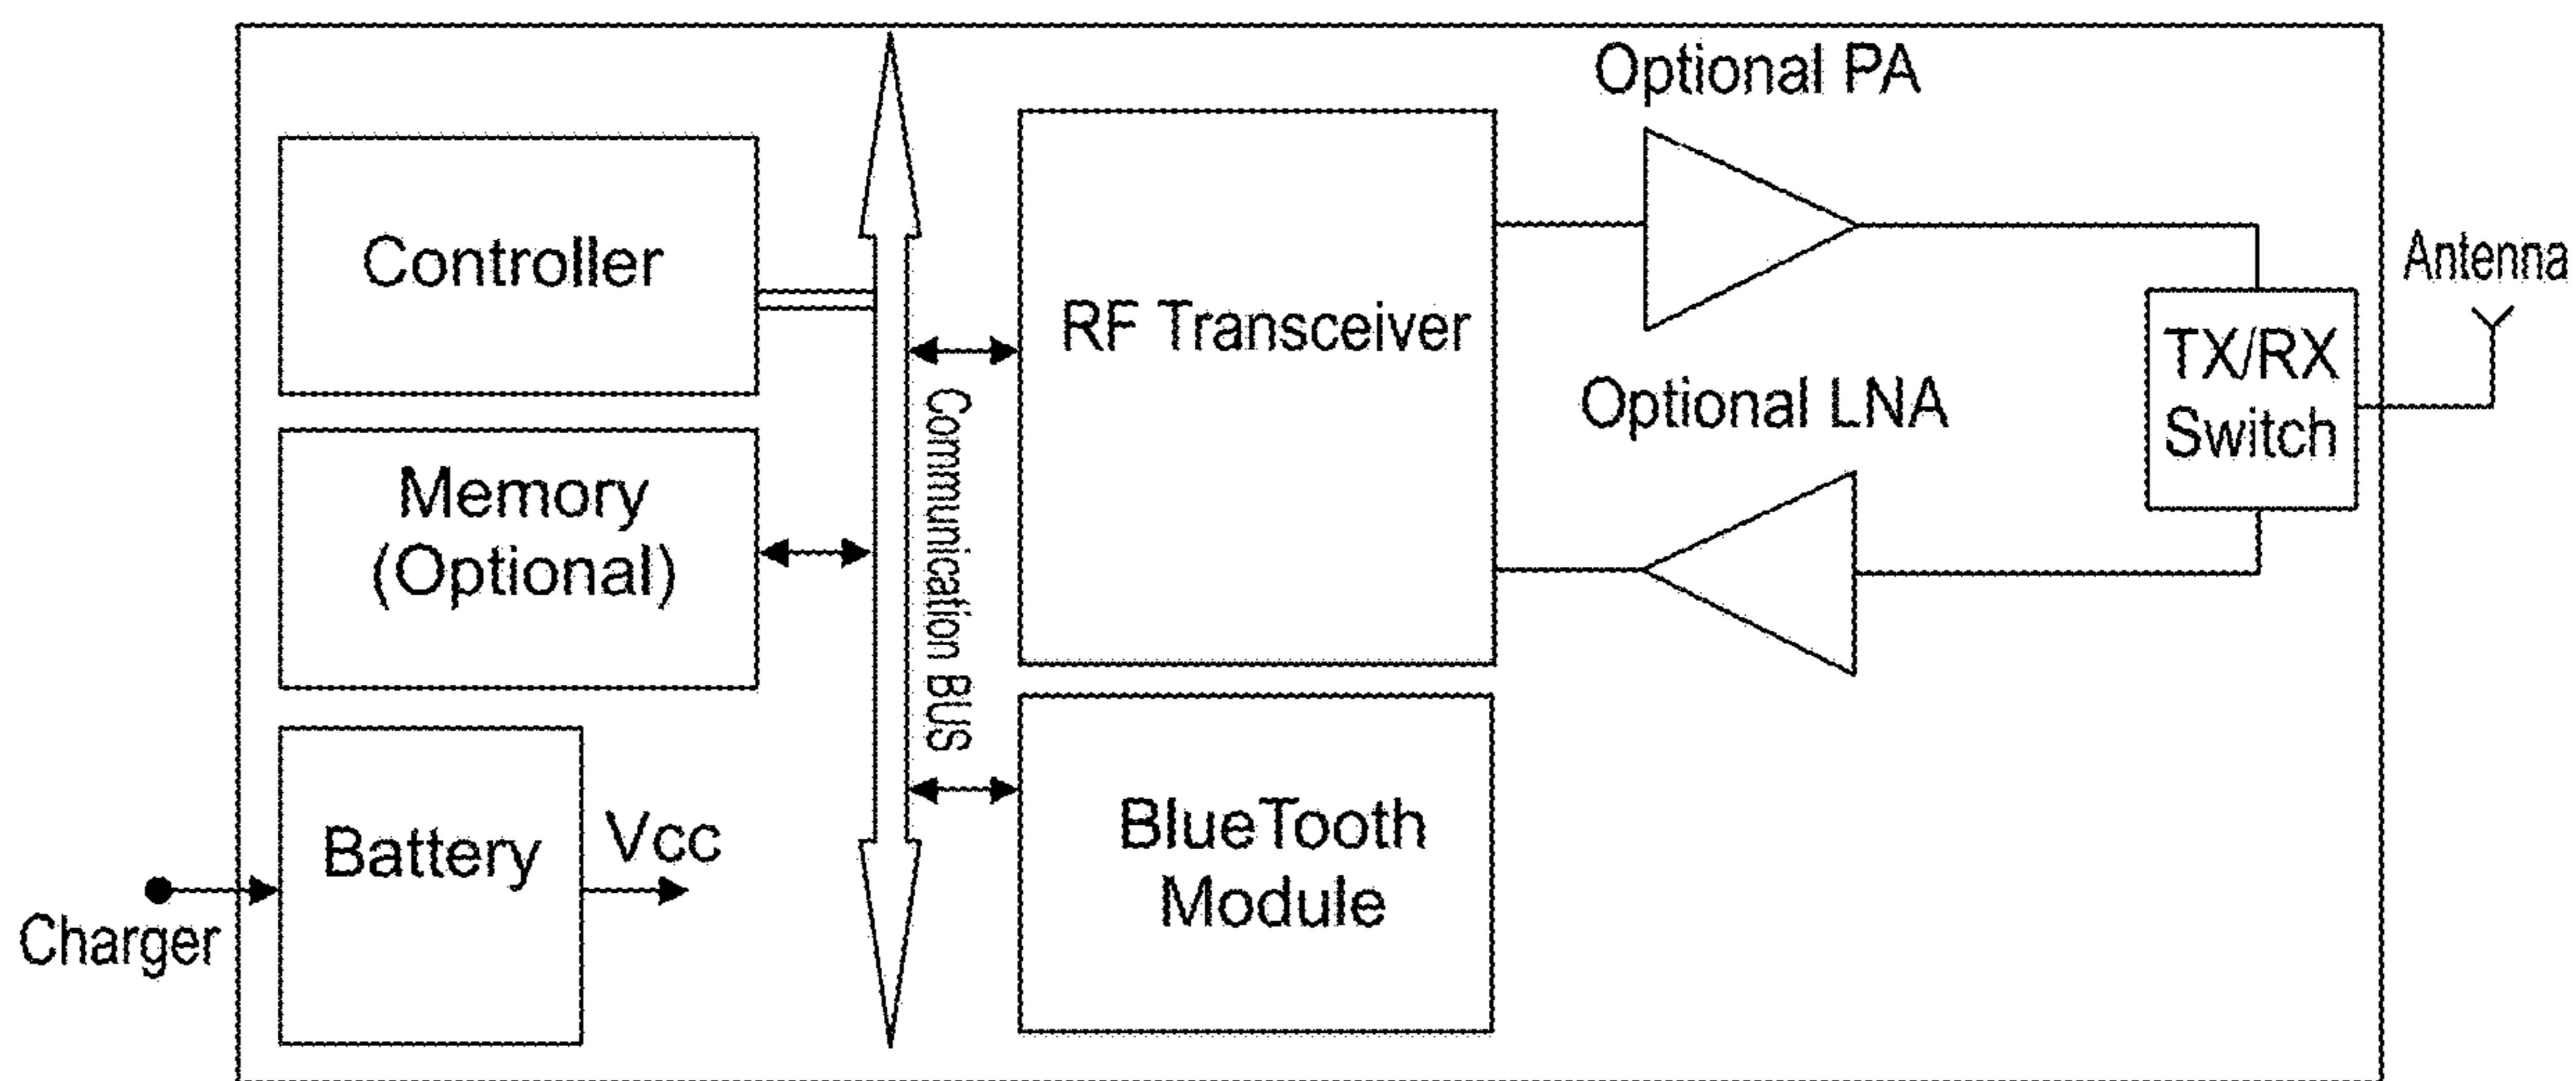 Optional PA
Controller
RF Transceiver
Antenna
TX/RX
Switch
Optional LNA
Memory
(Optional)
Communication BUS
Battery
Vcc
Charger
BlueTooth
Module